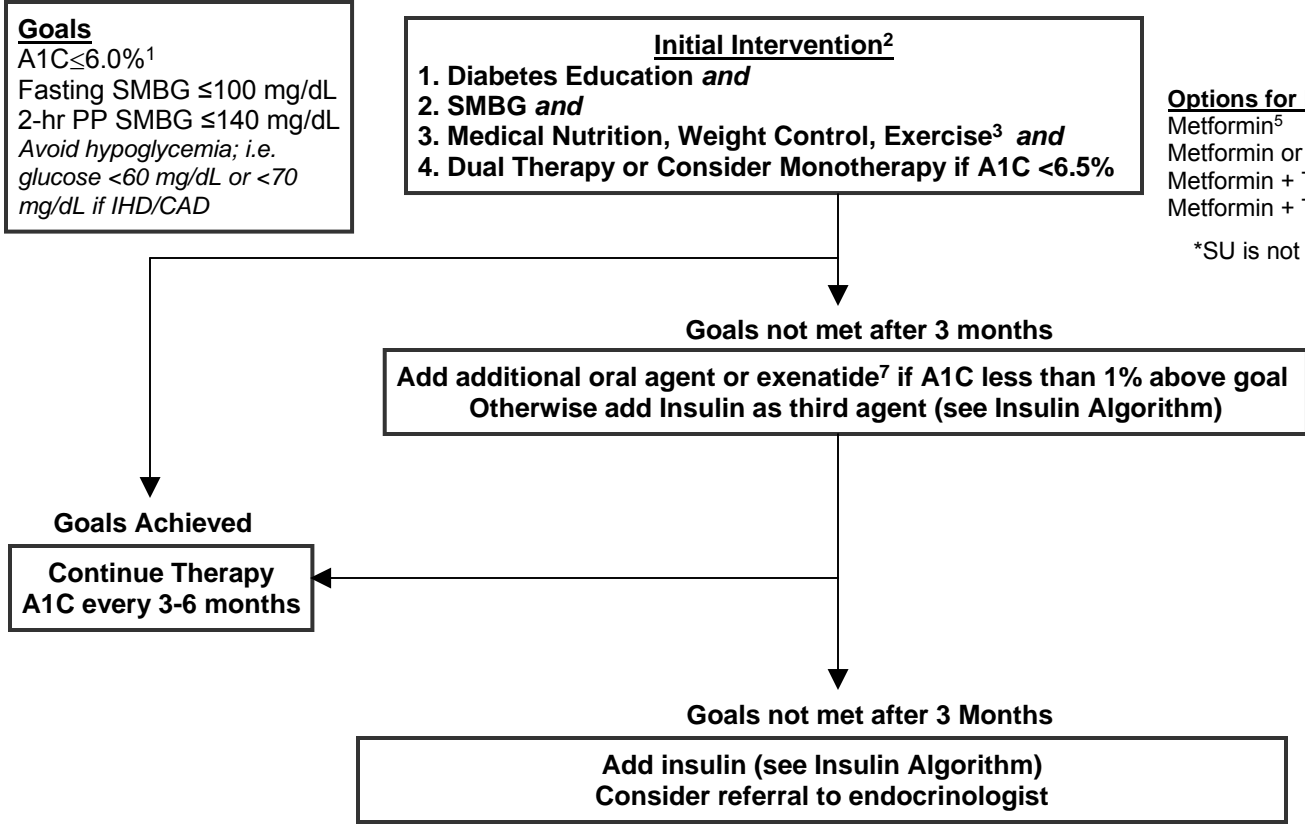 Goals
A1C≤6.0%¹
Fasting SMBG ≤100 mg/dL
2-hr PP SMBG ≤140 mg/dL
Avoid hypoglycemia; i.e.
glucose <60 mg/dL or <70
mg/dL if IHD/CAD
Initial Intervention²
1. Diabetes Education and
2. SMBG and
3. Medical Nutrition, Weight Control, Exercise³ and
4. Dual Therapy or Consider Monotherapy if A1C <6.5%
Options for
Metformin⁵
Metformin or
Metformin +
Metformin +
*SU is not
Goals not met after 3 months
Add additional oral agent or exenatide⁷ if A1C less than 1% above goal
Otherwise add Insulin as third agent (see Insulin Algorithm)
Goals Achieved
Continue Therapy
A1C every 3-6 months
Goals not met after 3 Months
Add insulin (see Insulin Algorithm)
Consider referral to endocrinologist